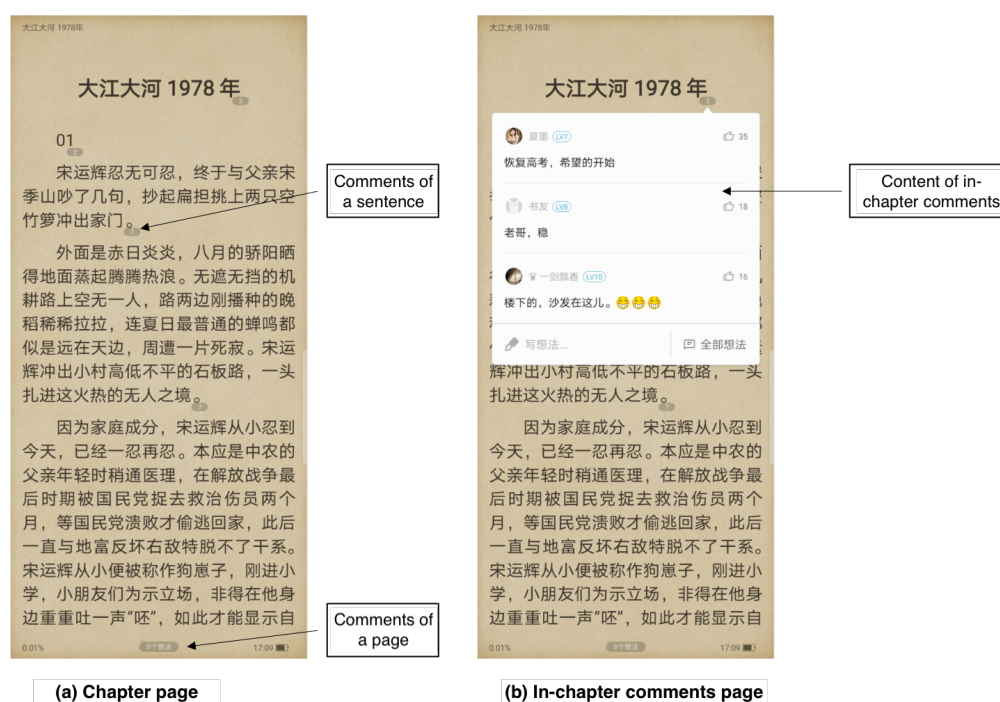 大江大河 1978年
大江大河 1978 年
01
宋运辉忍无可忍，终于与父亲宋
季山吵了几句，抄起扁担挑上两只空
竹箩冲出家门。
外面是赤日炎炎，八月的骄阳晒
得地面蒸起腾腾热浪。无遮无挡的机
耕路上空无一人，路两边刚播种的晚
稻稀稀拉拉，连夏日最普通的蝉鸣都
似是远在天边，周遭一片死寂。宋运
辉冲出小村高低不平的石板路，一头
扎进这火热的无人之境。
因为家庭成分，宋运辉从小忍到
今天，已经一忍再忍。本应是中农的
父亲年轻时稍通医理，在解放战争最
后时期被国民党捉去救治伤员两个
月，等国民党溃败才偷逃回家，此后
一直与地富反坏右敌特脱不了干系。
宋运辉从小便被称作狗崽子，刚进小
学，小朋友们为示立场，非得在他身
边重重吐一声“呸”，如此才能显示自
0.01%
8个想法
17:09
Comments of
a sentence
Comments of
a page
(a) Chapter page
大江大河 1978年
大江大河 1978 年
夏墨 LV7 35
恢复高考，希望的开始
书友 LV8 18
老哥，稳
一剑飘香 LV10 16
楼下的，沙发在这儿。😂😂😂
写想法...
全部想法
辉冲出小村高低不平的石板路，一头
扎进这火热的无人之境。
因为家庭成分，宋运辉从小忍到
今天，已经一忍再忍。本应是中农的
父亲年轻时稍通医理，在解放战争最
后时期被国民党捉去救治伤员两个
月，等国民党溃败才偷逃回家，此后
一直与地富反坏右敌特脱不了干系。
宋运辉从小便被称作狗崽子，刚进小
学，小朋友们为示立场，非得在他身
边重重吐一声“呸”，如此才能显示自
0.01%
8个想法
17:09
Content of in-
chapter comments
(b) In-chapter comments page